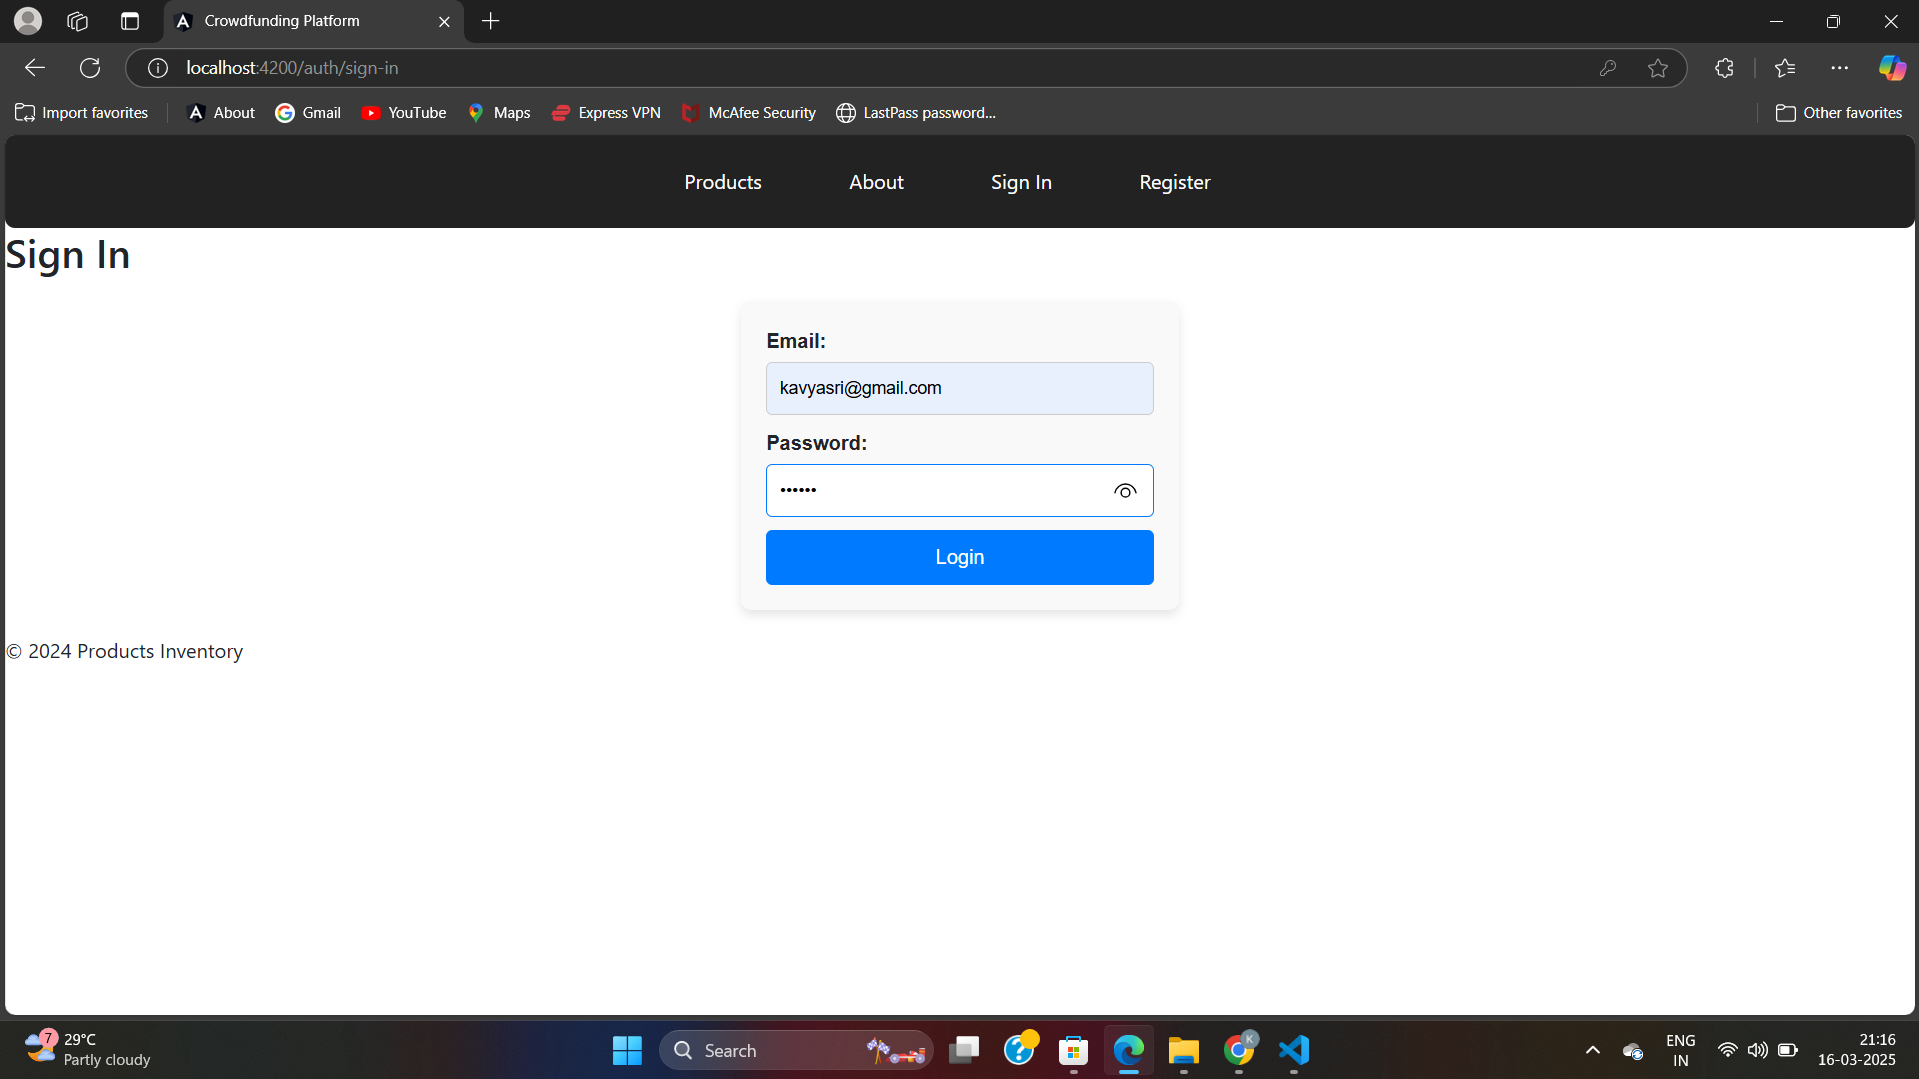 Crowdfunding Platform
localhost:4200/auth/sign-in
Import favorites About Gmail YouTube Maps Express VPN McAfee Security LastPass password... Other favorites
Products About Sign In Register
Sign In
Email:
kavyasri@gmail.com
Password:
••••••
Login
© 2024 Products Inventory
7 29°C
Partly cloudy
Search
K
ENG
IN
21:16
16-03-2025